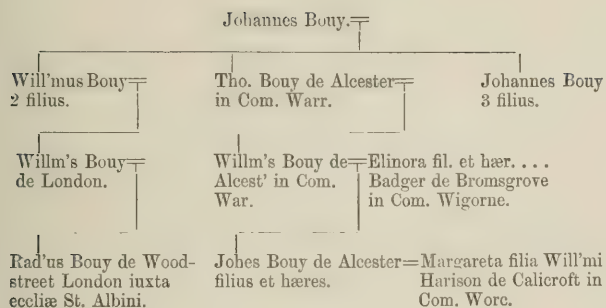 Johannes Bouy.
Will'mus Bouy
2 filius.
Tho. Bouy de Alcester
in Com. Warr.
Johannes Bouy
3 filius.
Willm's Bouy
de London.
Willm's Bouy de
Alcest' in Com.
War.
Elinora fil. et hær. . . .
Badger de Bromsgrove
in Com. Wigorne.
Rad'us Bouy de Wood-
street London iuxta
eccliæ St. Albini.
Johes Bouy de Alcester
filius et hæres.
Margareta filia Will'mi
Harison de Calicroft in
Com. Worc.